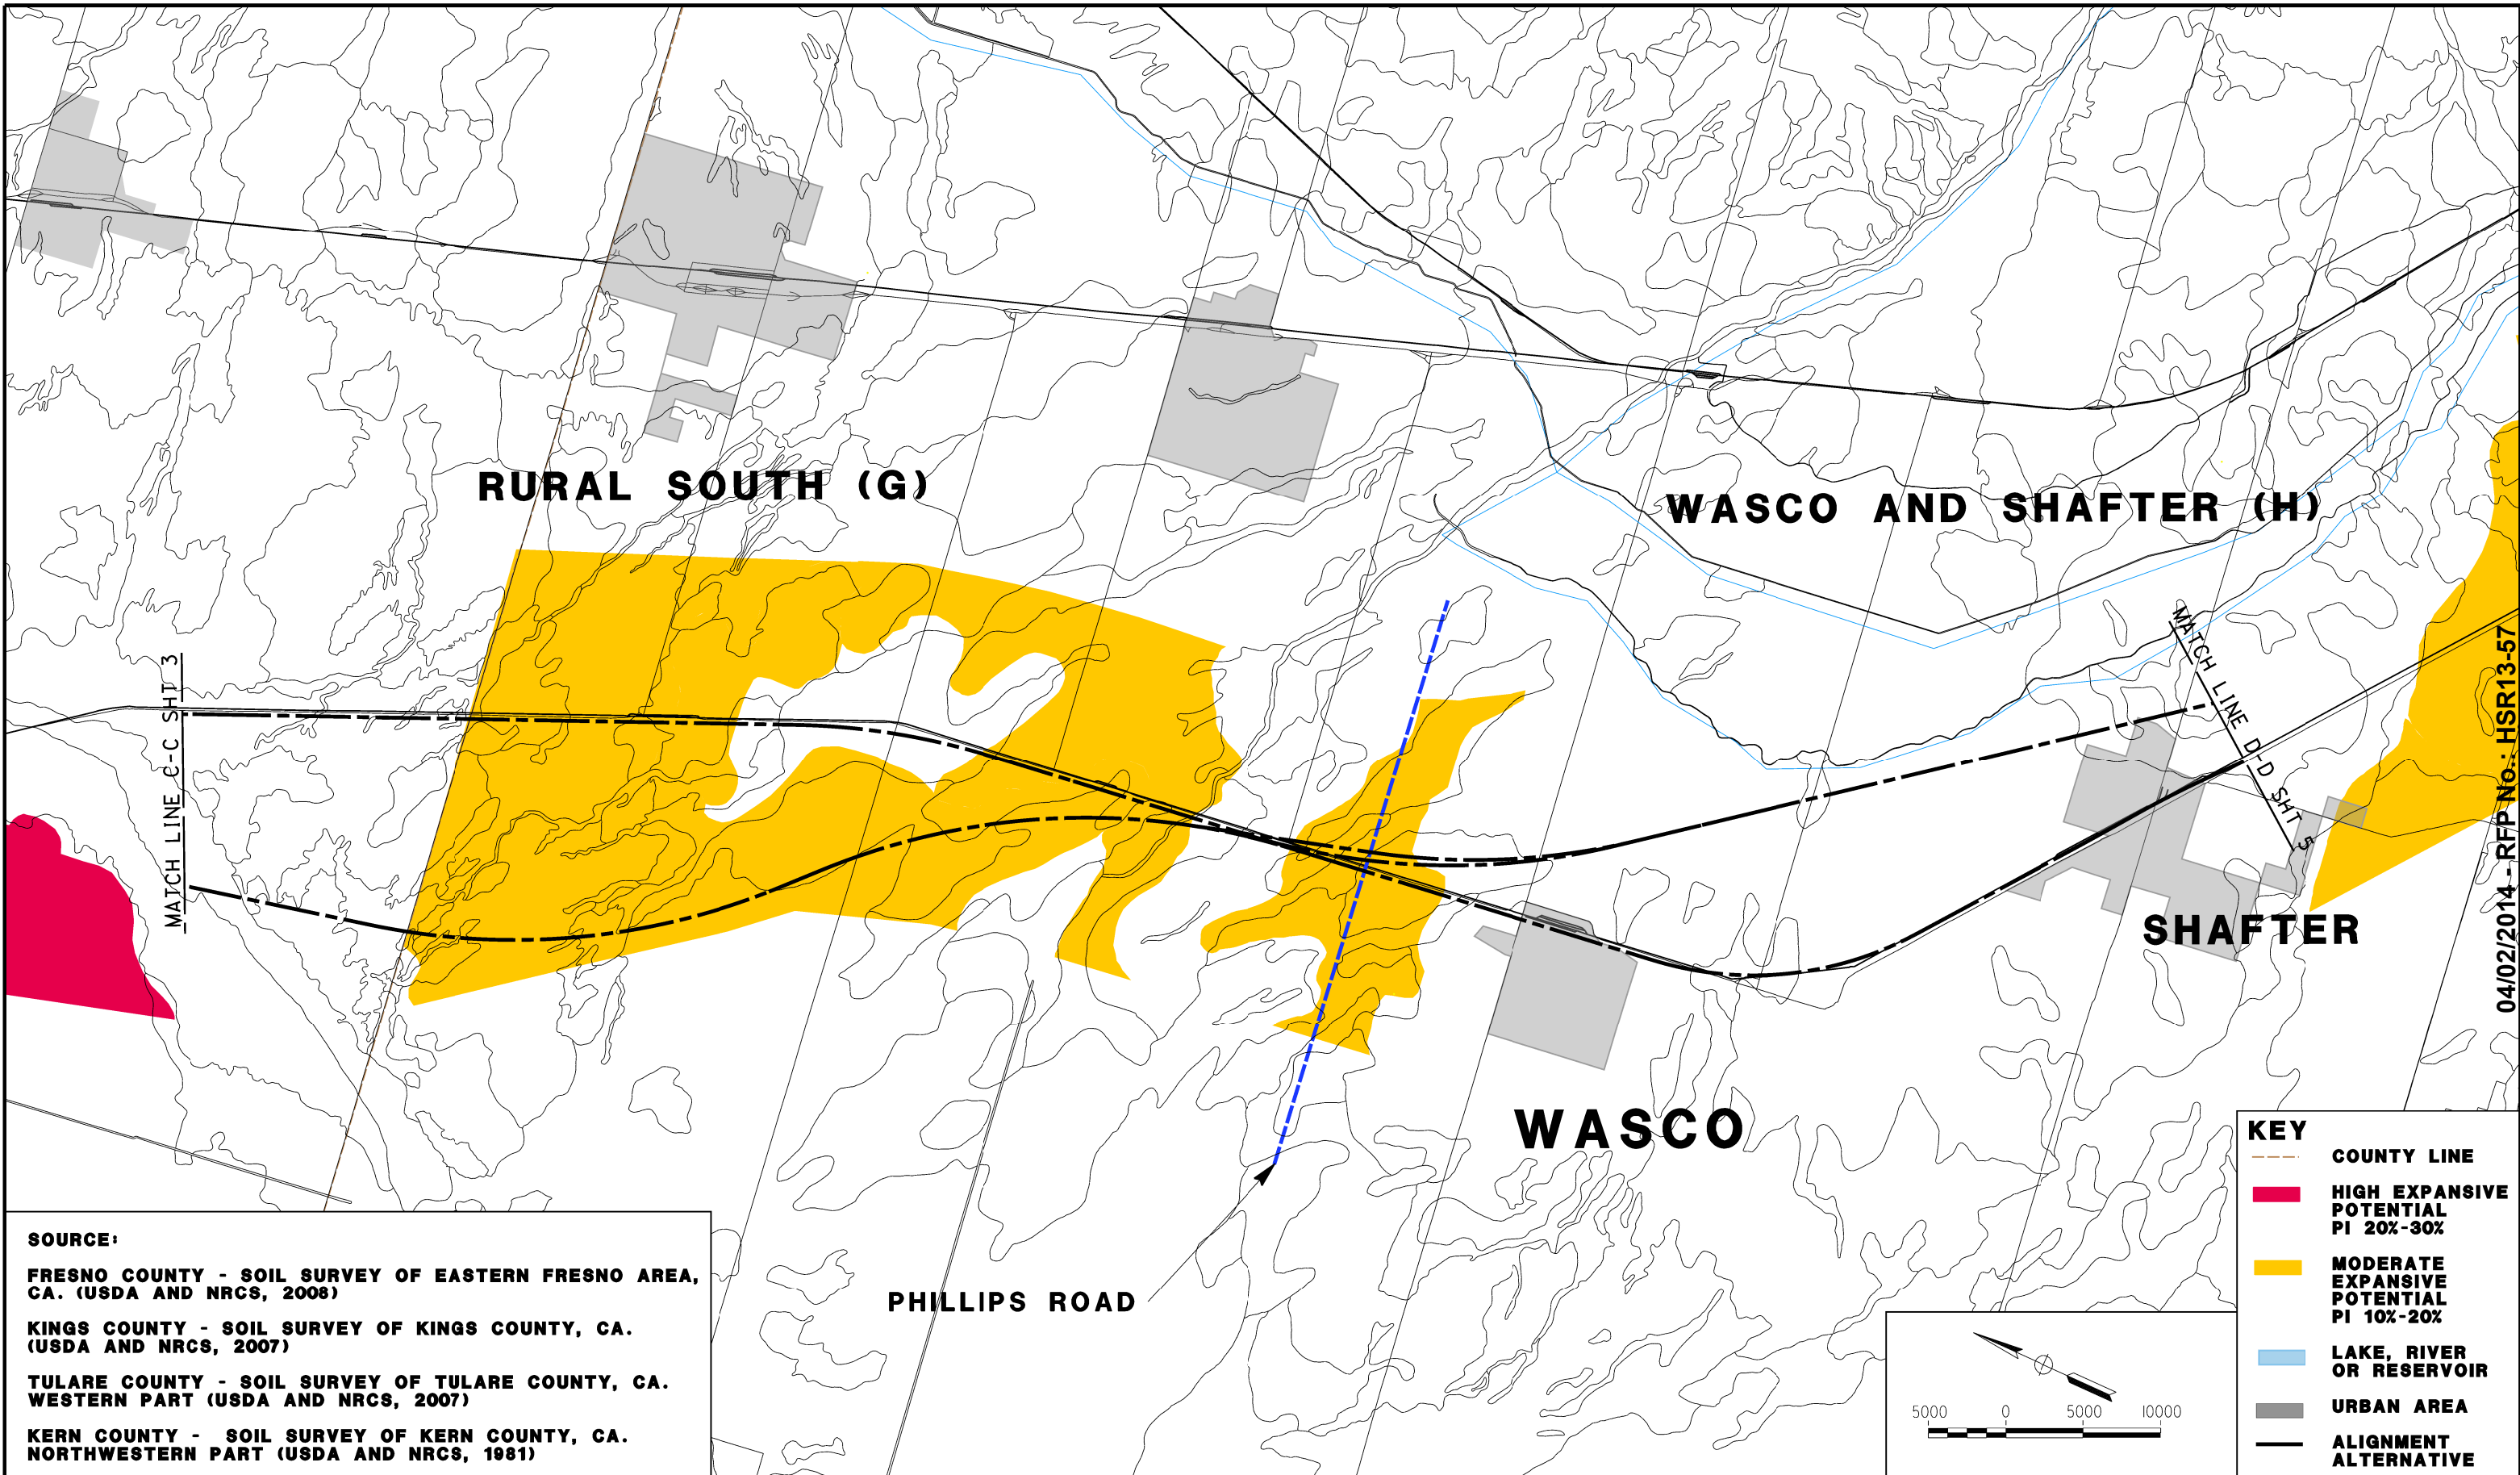 RURAL SOUTH (G)
WASCO AND SHAFTER (H)
MATCH LINE C-C SHT 3
MATCH LINE D-D SHT 5
04/02/2014 - RFP No.: HSR13-57
SHAFTER
WASCO
PHILLIPS ROAD
SOURCE:
FRESNO COUNTY - SOIL SURVEY OF EASTERN FRESNO AREA,
CA. (USDA AND NRCS, 2008)
KINGS COUNTY - SOIL SURVEY OF KINGS COUNTY, CA.
(USDA AND NRCS, 2007)
TULARE COUNTY - SOIL SURVEY OF TULARE COUNTY, CA.
WESTERN PART (USDA AND NRCS, 2007)
KERN COUNTY - SOIL SURVEY OF KERN COUNTY, CA.
NORTHWESTERN PART (USDA AND NRCS, 1981)
5000 0 5000 10000
KEY
COUNTY LINE
HIGH EXPANSIVE
POTENTIAL
PI 20%-30%
MODERATE
EXPANSIVE
POTENTIAL
PI 10%-20%
LAKE, RIVER
OR RESERVOIR
URBAN AREA
ALIGNMENT
ALTERNATIVE